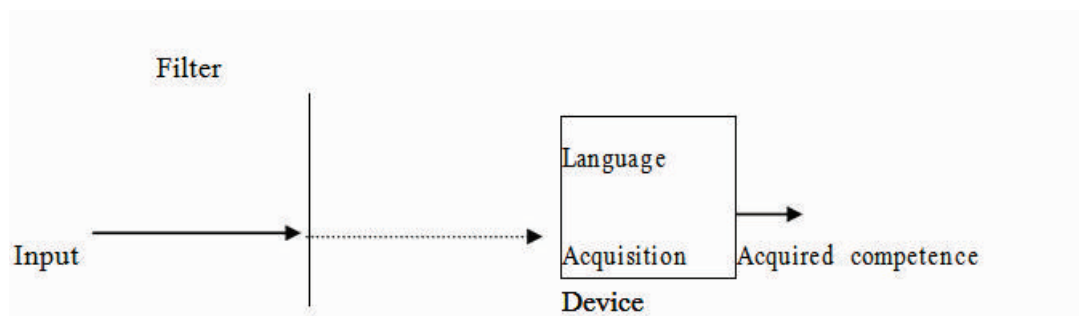 Filter
Language
Input
Acquisition
Acquired competence
Device